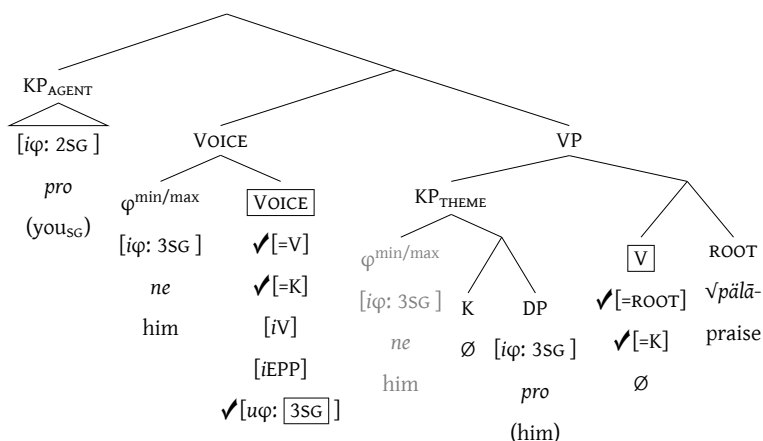 KP_AGENT
[iφ: 2SG ]
pro
(you_SG)
VOICE
φ^min/max
[iφ: 3SG ]
ne
him
VOICE
✔[=V]
✔[=K]
[iV]
[iEPP]
✔[uφ: 3SG ]
VP
KP_THEME
φ^min/max
[iφ: 3SG ]
ne
him
K
Ø
DP
[iφ: 3SG ]
pro
(him)
V
✔[=ROOT]
✔[=K]
Ø
ROOT
√pälā-
praise